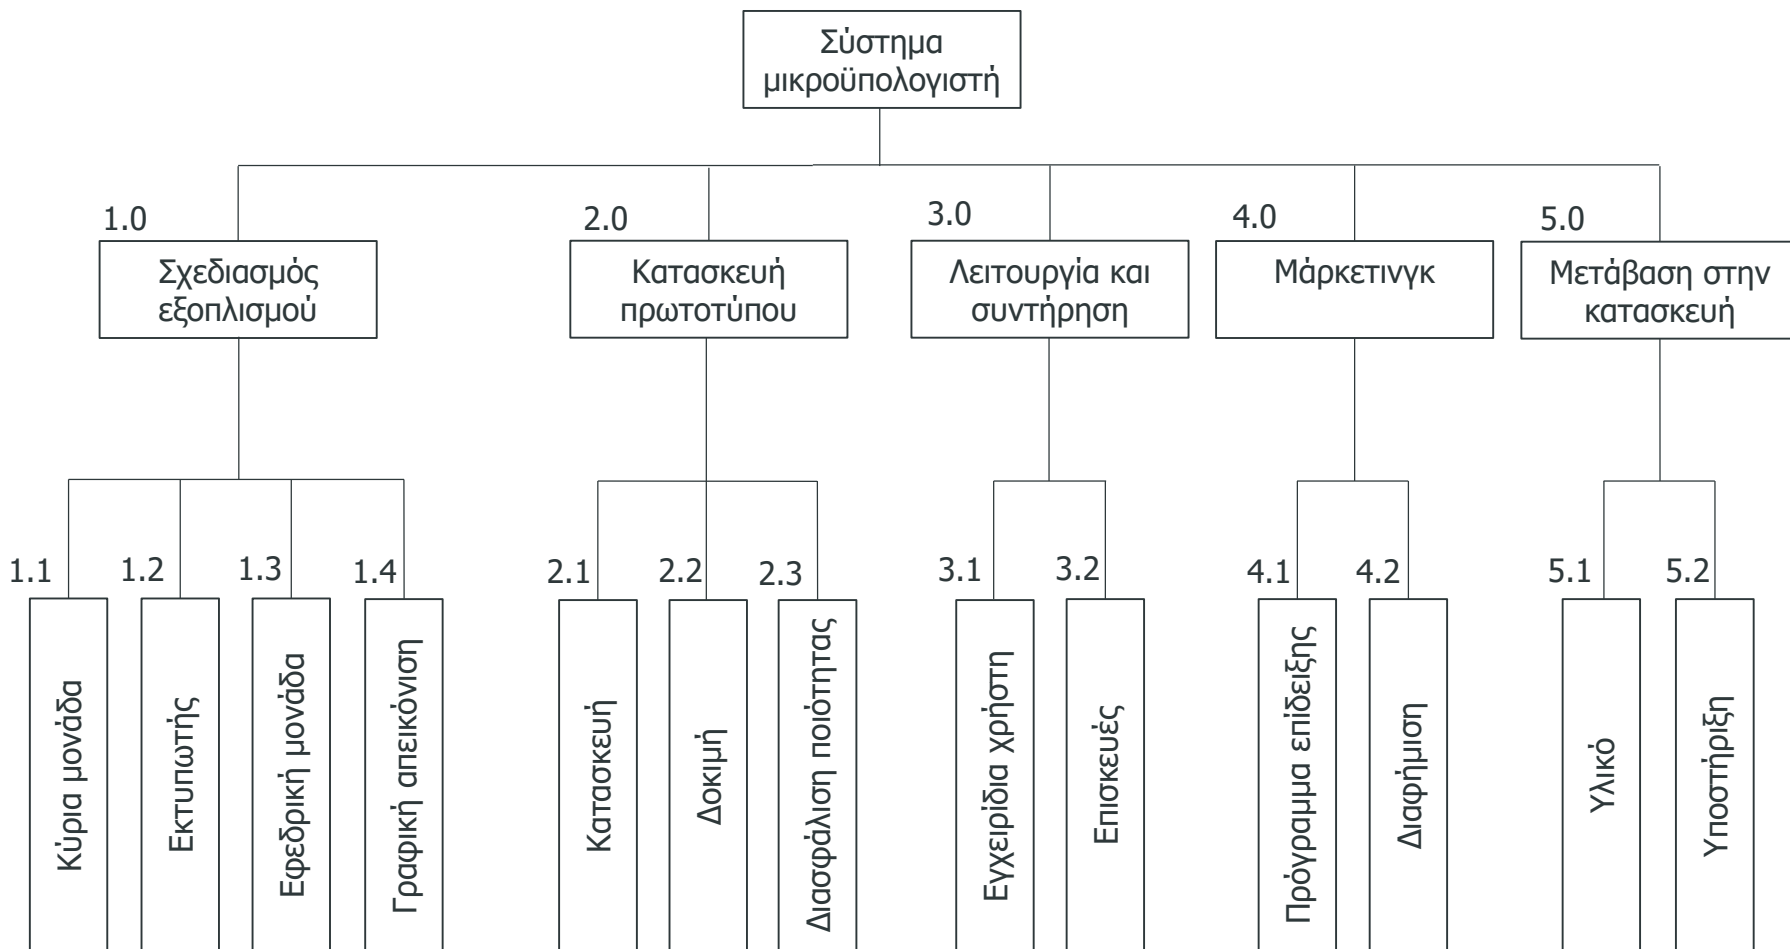 Σύστημα
μικροϋπολογιστή
1.0
2.0
3.0
4.0
5.0
Σχεδιασμός
εξοπλισμού
Κατασκευή
πρωτοτύπου
Λειτουργία και
συντήρηση
Μάρκετινγκ
Μετάβαση στην
κατασκευή
1.1
1.2
1.3
1.4
2.1
2.2
2.3
3.1
3.2
4.1
4.2
5.1
5.2
Κύρια μονάδα
Εκτυπωτής
Εφεδρική μονάδα
Γραφική απεικόνιση
Κατασκευή
Δοκιμή
Διασφάλιση ποιότητας
Εγχειρίδια χρήστη
Επισκευές
Πρόγραμμα επίδειξης
Διαφήμιση
Υλικό
Υποστήριξη